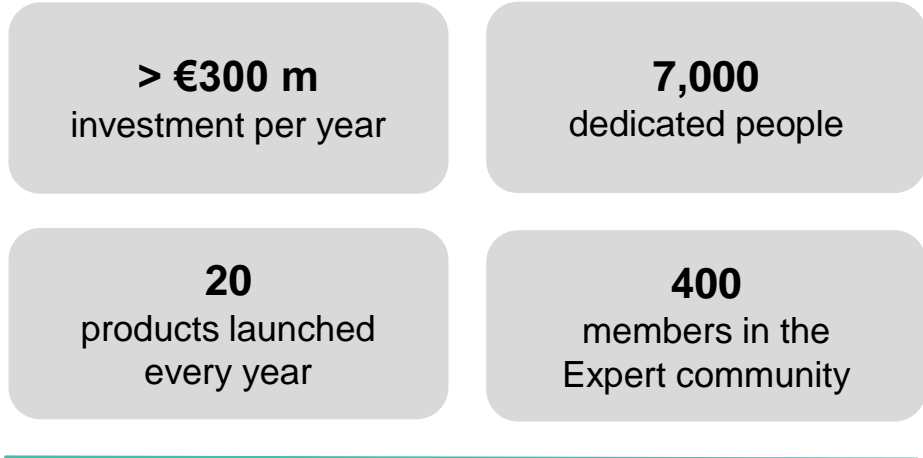 > €300 m
investment per year
7,000
dedicated people
20
products launched
every year
400
members in the
Expert community